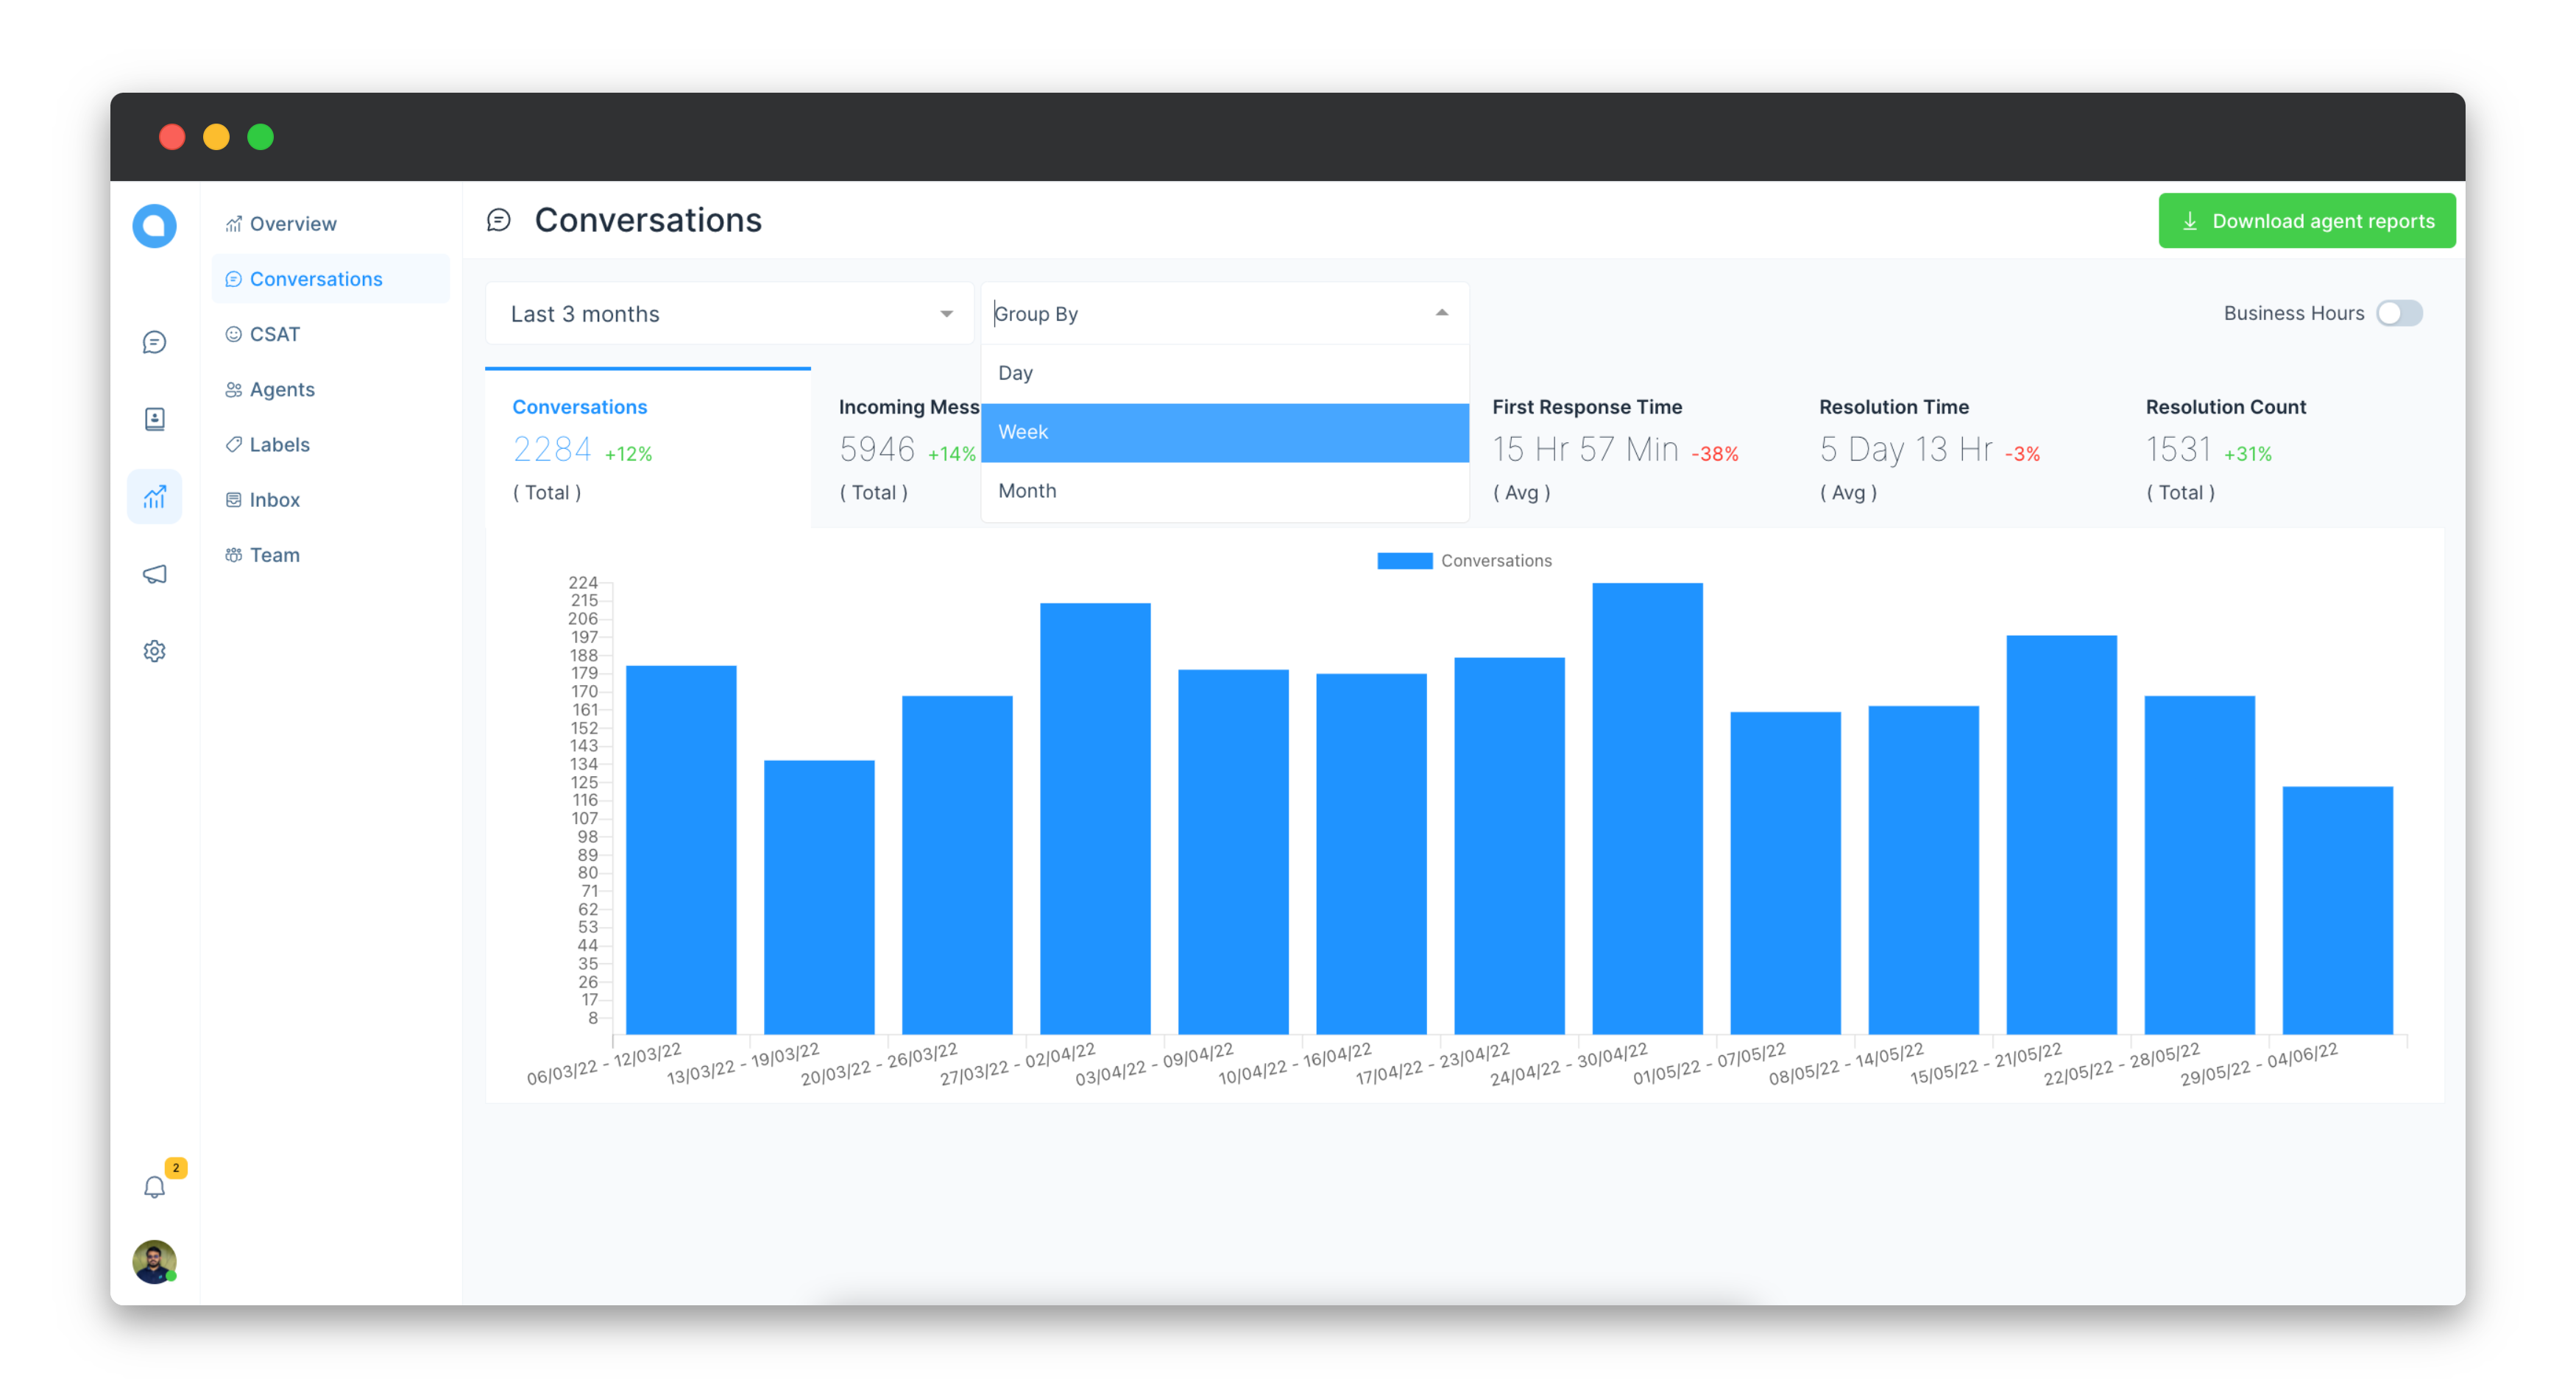 Overview
Conversations
CSAT
Agents
Labels
Inbox
Team
2
Conversations
Download agent reports
Last 3 months
Group By
Business Hours
Day
Week
Month
Conversations
2284 +12%
( Total )
Incoming Mess
5946 +14%
( Total )
First Response Time
15 Hr 57 Min -38%
( Avg )
Resolution Time
5 Day 13 Hr -3%
( Avg )
Resolution Count
1531 +31%
( Total )
Conversations
224
215
206
197
188
179
170
161
152
143
134
125
116
107
98
89
80
71
62
53
44
35
26
17
8
06/03/22 - 12/03/22
13/03/22 - 19/03/22
20/03/22 - 26/03/22
27/03/22 - 02/04/22
03/04/22 - 09/04/22
10/04/22 - 16/04/22
17/04/22 - 23/04/22
24/04/22 - 30/04/22
01/05/22 - 07/05/22
08/05/22 - 14/05/22
15/05/22 - 21/05/22
22/05/22 - 28/05/22
29/05/22 - 04/06/22